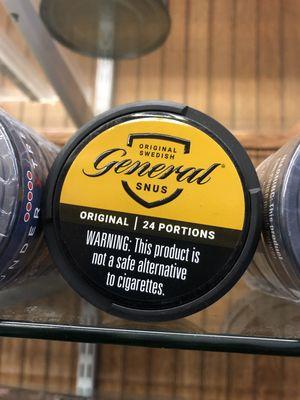 ORIGINAL
SWEDISH
General®
SNUS
ORIGINAL | 24 PORTIONS
WARNING: This product is
not a safe alternative
to cigarettes.